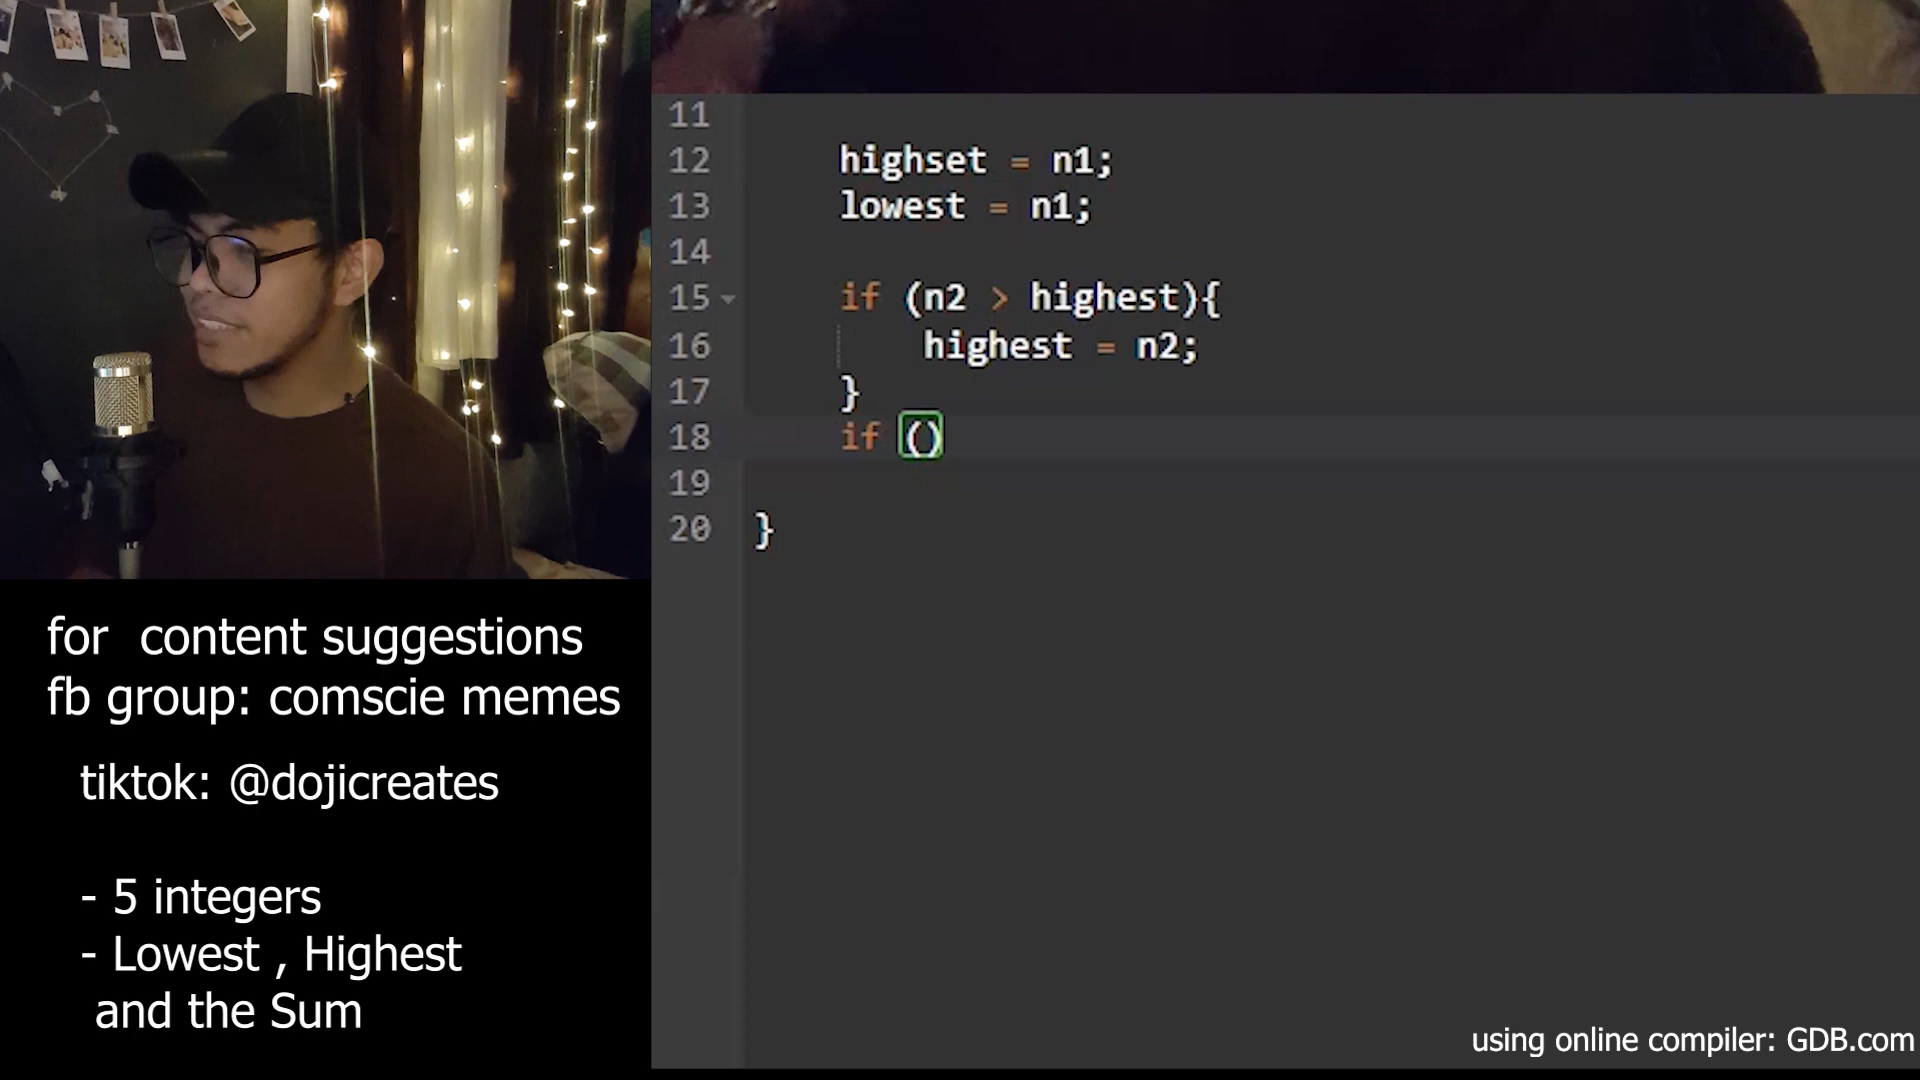 for content suggestions
fb group: comscie memes
tiktok: @dojicreates
- 5 integers
- Lowest , Highest
and the Sum
11
12 highset = n1;
13 lowest = n1;
14
15 if (n2 > highest){
16 highest = n2;
17 }
18 if ()
19
20 }
using online compiler: GDB.com